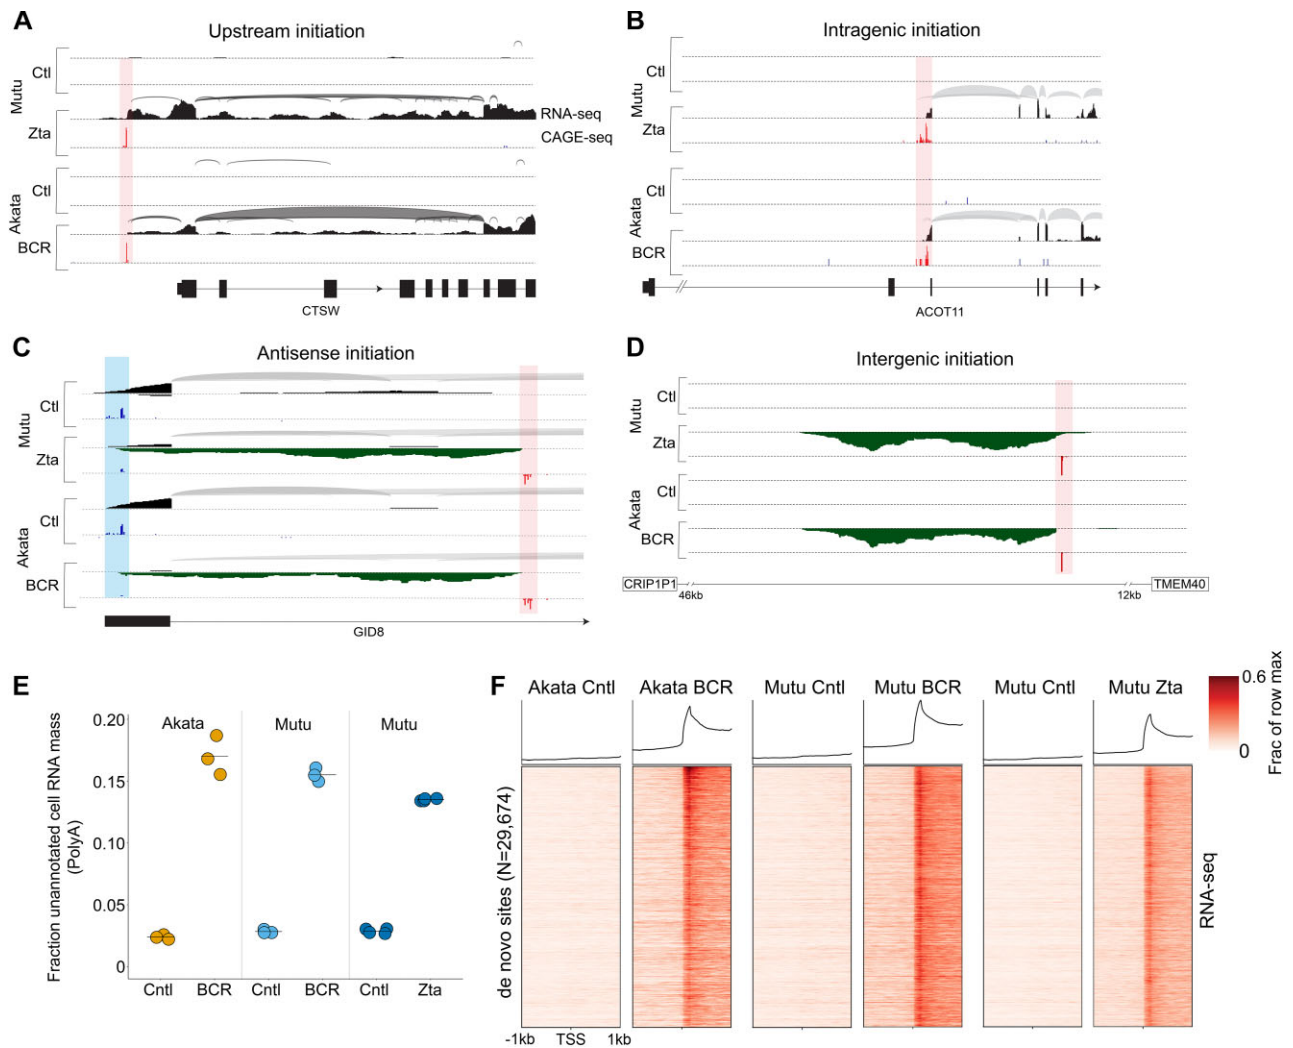 A
Upstream initiation
Mutu
Ctl
Zta
RNA-seq
CAGE-seq
Akata
Ctl
BCR
CTSW
B
Intragenic initiation
Mutu
Ctl
Zta
Akata
Ctl
BCR
ACOT11
C
Antisense initiation
Mutu
Ctl
Zta
Akata
Ctl
BCR
GID8
D
Intergenic initiation
Mutu
Ctl
Zta
Akata
Ctl
BCR
CRIP1P1
46kb
12kb
TMEM40
E
Fraction unannotated cell RNA mass
(PolyA)
0.20
0.15
0.10
0.05
0
Akata
Mutu
Mutu
Cntl
BCR
Cntl
BCR
Cntl
Zta
F
Akata Cntl
Akata BCR
Mutu Cntl
Mutu BCR
Mutu Cntl
Mutu Zta
0.6
0
Frac of row max
de novo sites (N=29,674)
RNA-seq
-1kb
TSS
1kb